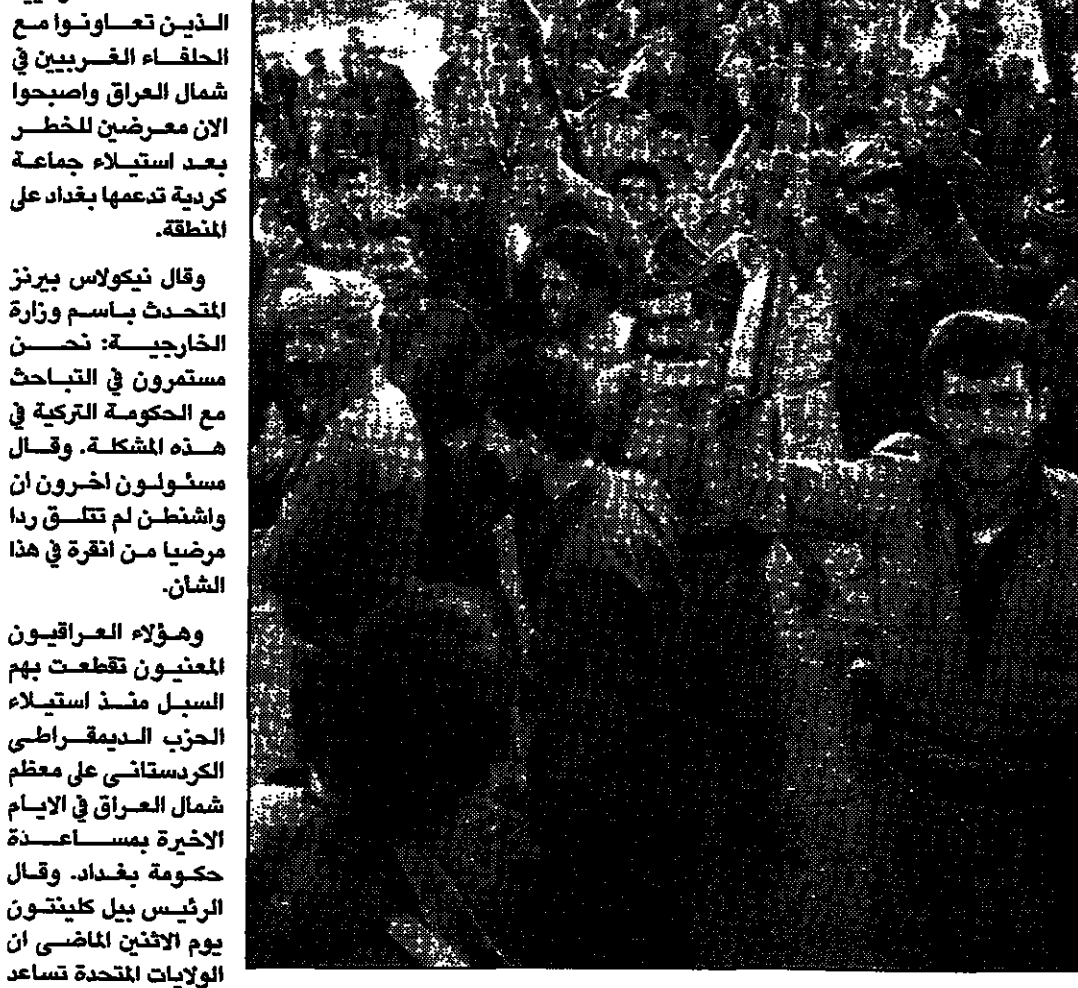 الذين تعاونوا مع
الحلفاء الغربيين في
شمال العراق واصبحوا
الان معرضين للخطر
بعد استيلاء جماعة
كردية تدعمها بغداد على
المنطقة.
وقال نيكولاس بيرنز
المتحدث باسم وزارة
الخارجية: نحن
مستمرون في التباحث
مع الحكومة التركية في
هذه المشكلة. وقال
مسئولون اخرون ان
واشنطن لم تتلق ردا
مرضيا من انقرة في هذا
الشأن.
وهؤلاء العراقيون
المعنيون تقطعت بهم
السبل منذ استيلاء
الحزب الديمقراطى
الكردستانى على معظم
شمال العراق في الايام
الاخيرة بمساعدة
حكومة بغداد. وقال
الرئيس بيل كلينتون
يوم الاثنين الماضى ان
الولايات المتحدة تساعد